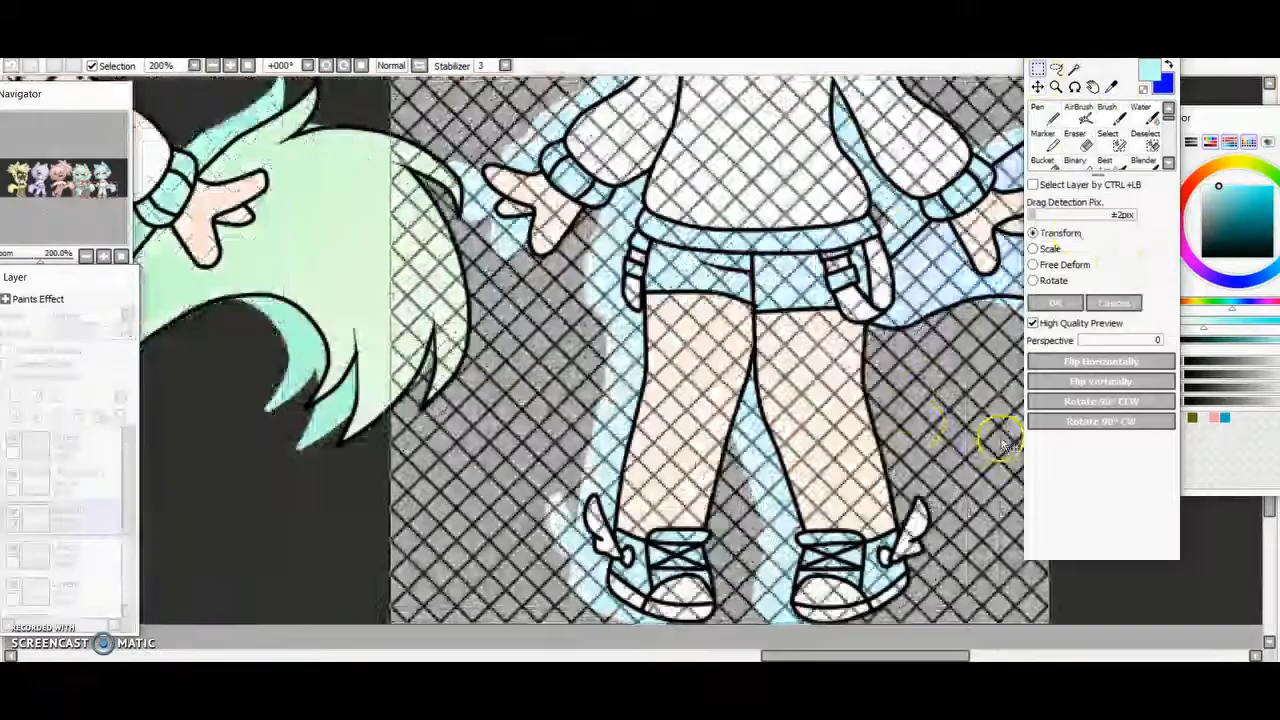 Selection 200% +000° Normal Stabilizer 3
Navigator
oom 200.0%
Layer
Paints Effect
RECORDED WITH
SCREENCAST MATIC
Pen AirBrush Brush Water
Marker Eraser Select Deselect
Bucket Binary Best Blender
Select Layer by CTRL+LB
Drag Detection Pix.
±2pix
Transform
Scale
Free Deform
Rotate
OK Cancel
High Quality Preview
Perspective 0
Flip Horizontally
Flip Vertically
Rotate 90° CCW
Rotate 90° CW
or